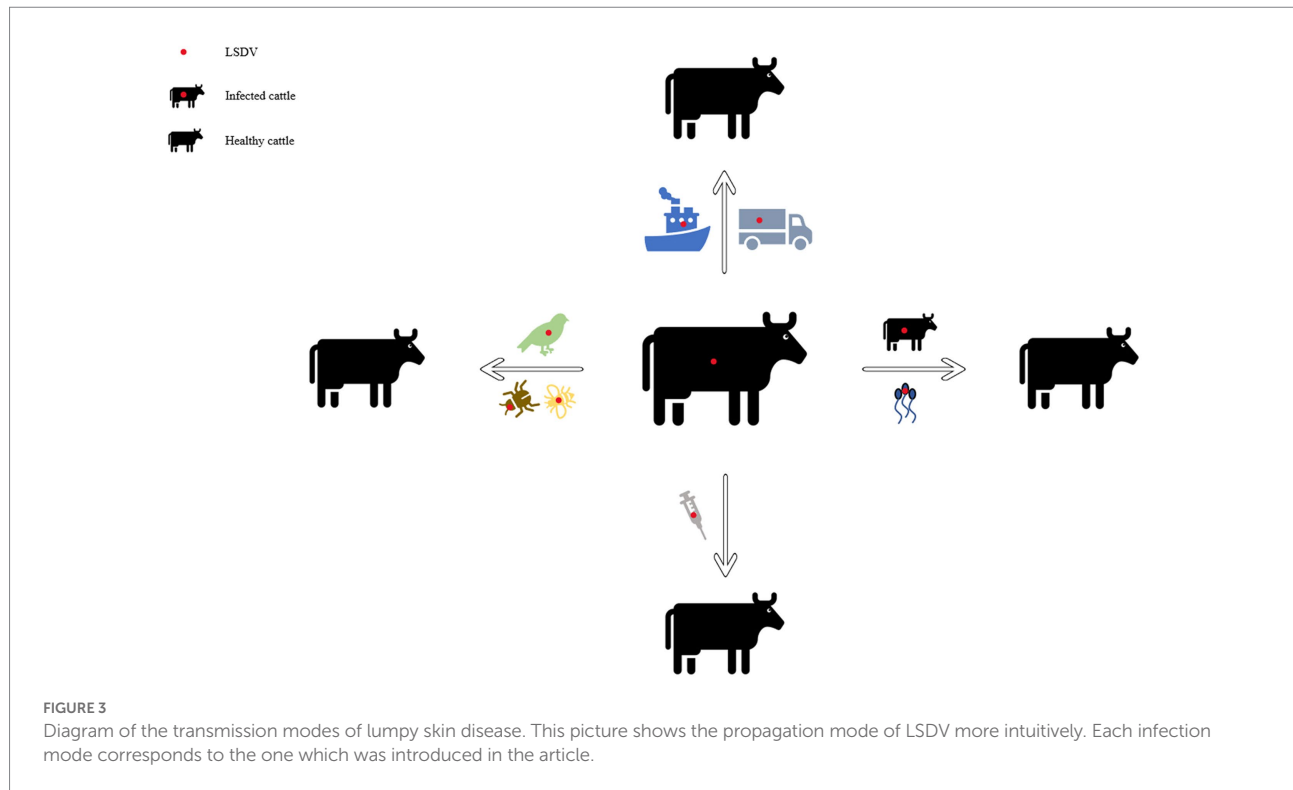 LSDV
Infected cattle
Healthy cattle
FIGURE 3
Diagram of the transmission modes of lumpy skin disease. This picture shows the propagation mode of LSDV more intuitively. Each infection
mode corresponds to the one which was introduced in the article.